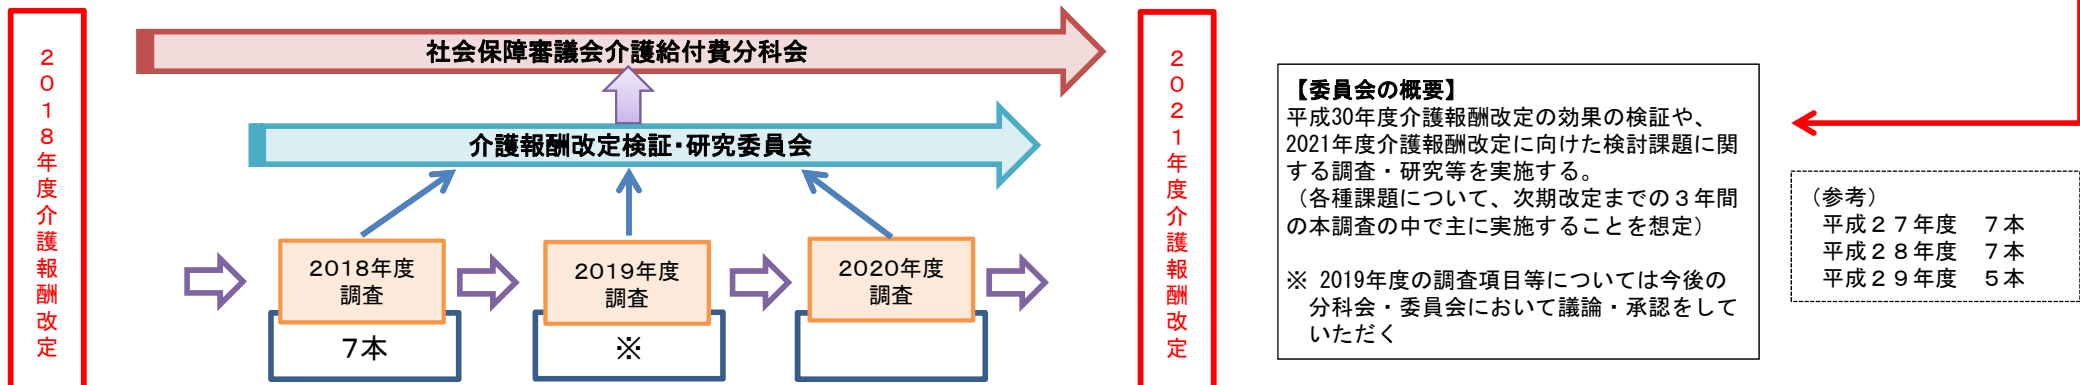 2018年度介護報酬改定
社会保障審議会介護給付費分科会
介護報酬改定検証・研究委員会
2018年度
調査
7本
2019年度
調査
※
2020年度
調査
2021年度介護報酬改定
【委員会の概要】
平成30年度介護報酬改定の効果の検証や、
2021年度介護報酬改定に向けた検討課題に関
する調査・研究等を実施する。
（各種課題について、次期改定までの３年間
の本調査の中で主に実施することを想定）
※ 2019年度の調査項目等については今後の
分科会・委員会において議論・承認をして
いただく
（参考）
平成２７年度　７本
平成２８年度　７本
平成２９年度　５本